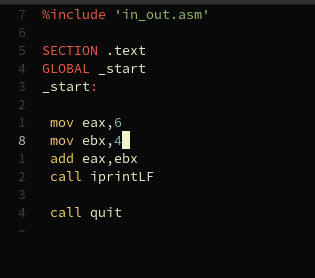 7 %include 'in_out.asm'
6
5 SECTION .text
4 GLOBAL _start
3 _start:
2
1 mov eax,6
8 mov ebx,4
1 add eax,ebx
2 call iprintLF
3
4 call quit
~